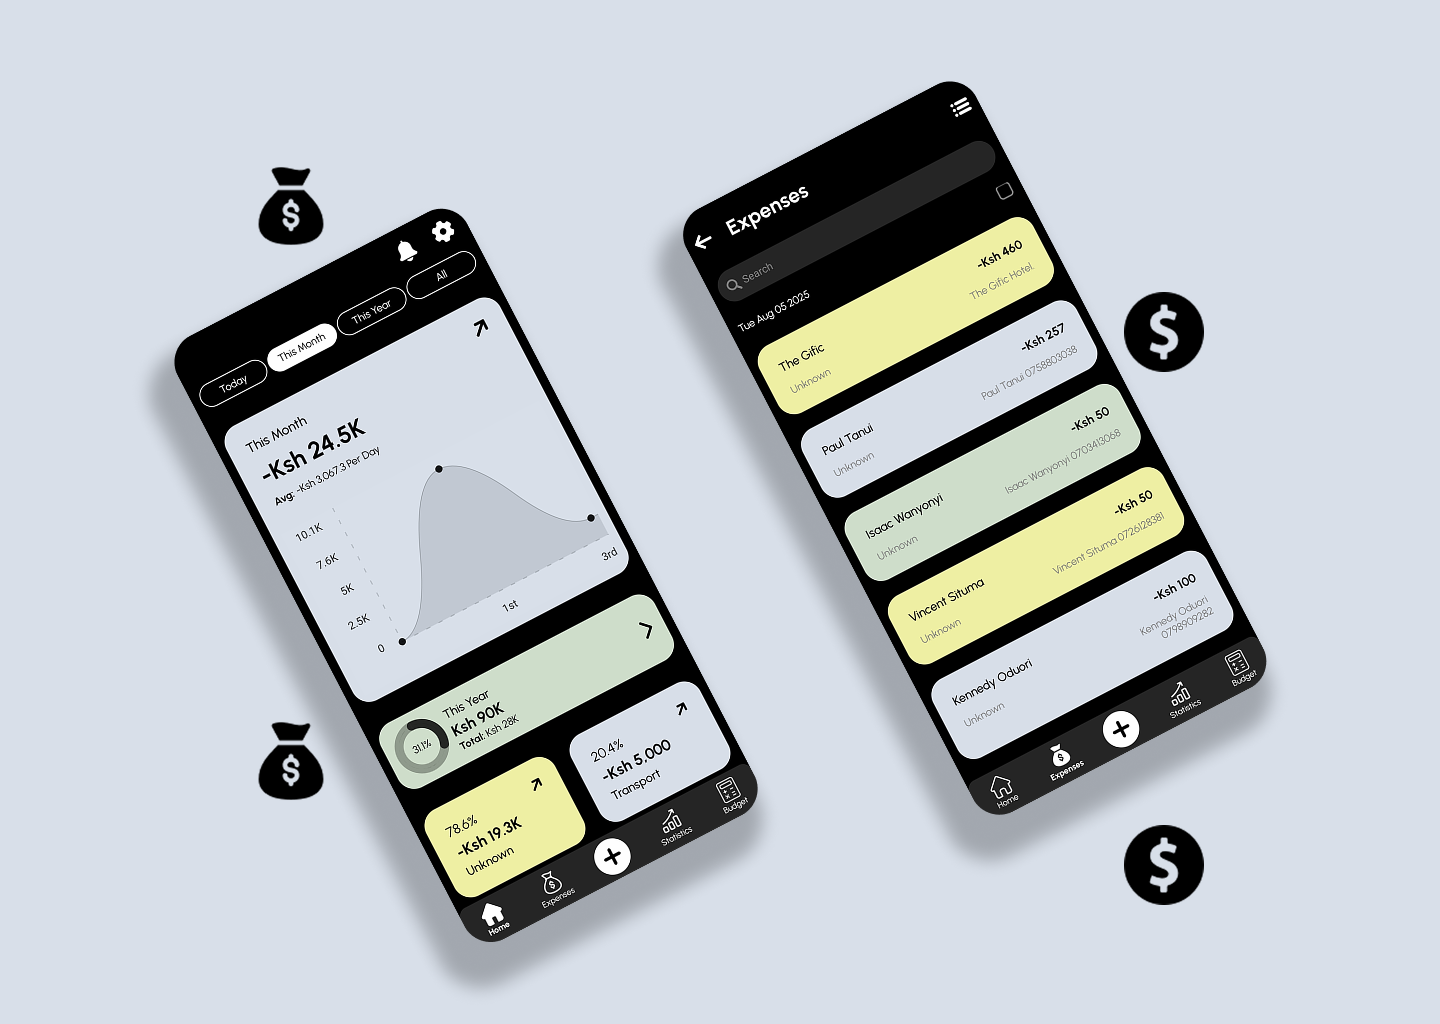 Today
This Month
This Year
All
This Month
-Ksh 24.5K
Avg: -Ksh 3,067.3 Per Day
10.1K
7.6K
5K
2.5K
0
1st
3rd
31.1%
This Year
Ksh 90K
Total: Ksh 28K
78.6%
-Ksh 19.3K
Unknown
20.4%
-Ksh 5,000
Transport
Home
Expenses
Statistics
Budget
Expenses
Search
Tue Aug 05 2025
The Gific
Unknown
-Ksh 460
The Gific Hotel.
Paul Tanui
Unknown
-Ksh 257
Paul Tanui 0758803038
Isaac Wanyonyi
Unknown
-Ksh 50
Isaac Wanyonyi 0703413068
Vincent Situma
Unknown
-Ksh 50
Vincent Situma 0726128381
Kennedy Oduori
Unknown
-Ksh 100
Kennedy Oduori
0798909282
Home
Expenses
Statistics
Budget
$
$
$
$